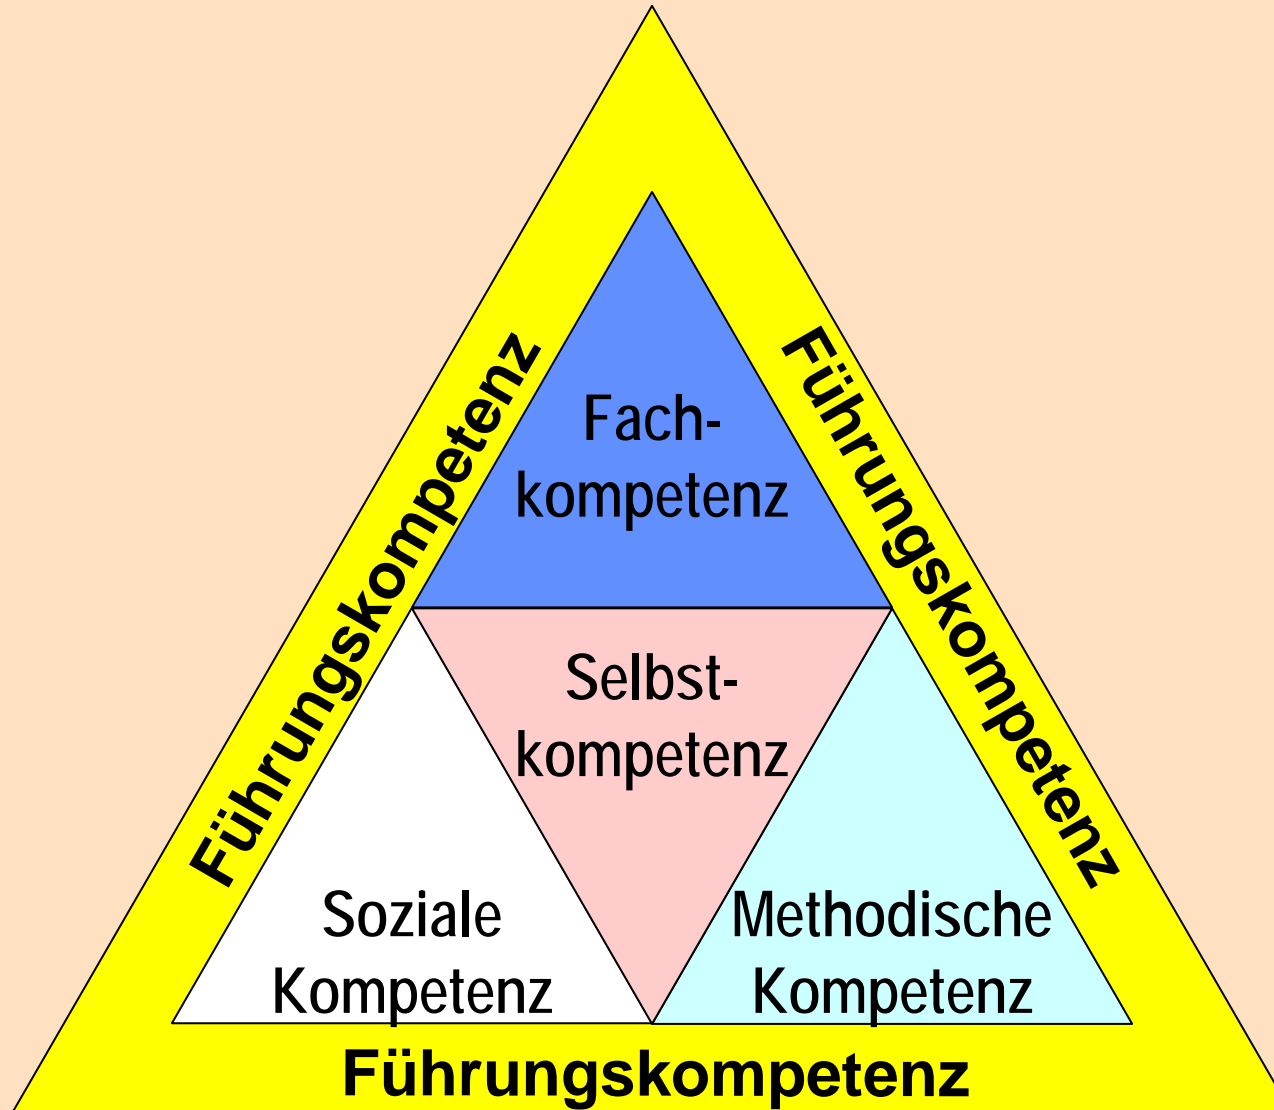 Führungskompetenz
Führungskompetenz
Fach-
kompetenz
Selbst-
kompetenz
Soziale
Kompetenz
Methodische
Kompetenz
Führungskompetenz